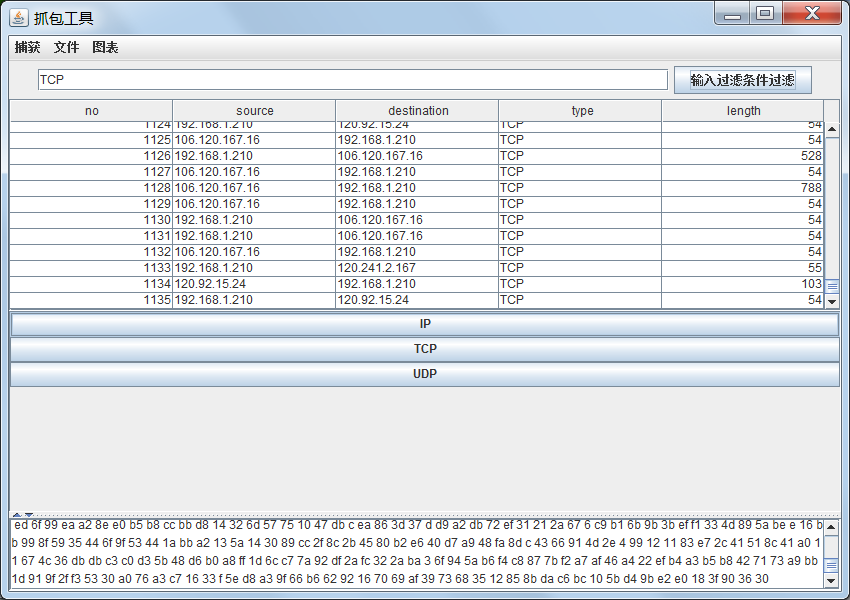 抓包工具
捕获 文件 图表
TCP 输入过滤条件过滤
no source destination type length
1124 192.168.1.210 120.92.15.24 TCP 54
1125 106.120.167.16 192.168.1.210 TCP 54
1126 192.168.1.210 106.120.167.16 TCP 528
1127 106.120.167.16 192.168.1.210 TCP 54
1128 106.120.167.16 192.168.1.210 TCP 788
1129 106.120.167.16 192.168.1.210 TCP 54
1130 192.168.1.210 106.120.167.16 TCP 54
1131 192.168.1.210 106.120.167.16 TCP 54
1132 106.120.167.16 192.168.1.210 TCP 54
1133 192.168.1.210 120.241.2.167 TCP 55
1134 120.92.15.24 192.168.1.210 TCP 103
1135 192.168.1.210 120.92.15.24 TCP 54
IP
TCP
UDP
ed 6f 99 ea a2 8e e0 b5 b8 cc bb d8 14 32 6d 57 75 10 47 db c ea 86 3d 37 d d9 a2 db 72 ef 31 21 2a 67 6 c9 b1 6b 9b 3b ef f1 33 4d 89 5a be e 16 b
b 99 8f 59 35 44 6f 9f 53 44 1a bb a2 13 5a 14 30 89 cc 2f 8c 2b 45 80 b2 e6 40 d7 a9 48 fa 8d c 43 66 91 4d 2e 4 99 12 11 83 e7 2c 41 51 8c 41 a0 1
1 67 4c 36 db db c3 c0 d3 5b 48 d6 b0 a8 ff 1d 6c c7 7a 92 df 2a fc 32 2a ba 3 6f 94 5a b6 f4 c8 87 7b f2 a7 af 46 a4 22 ef b4 a3 b5 b8 42 71 73 a9 bb
1d 91 9f 2f f3 53 30 a0 76 a3 c7 16 33 f 5e d8 a3 9f 66 b6 62 92 16 70 69 af 39 73 68 35 12 85 8b da c6 bc 10 5b d4 9b e2 e0 18 3f 90 36 30